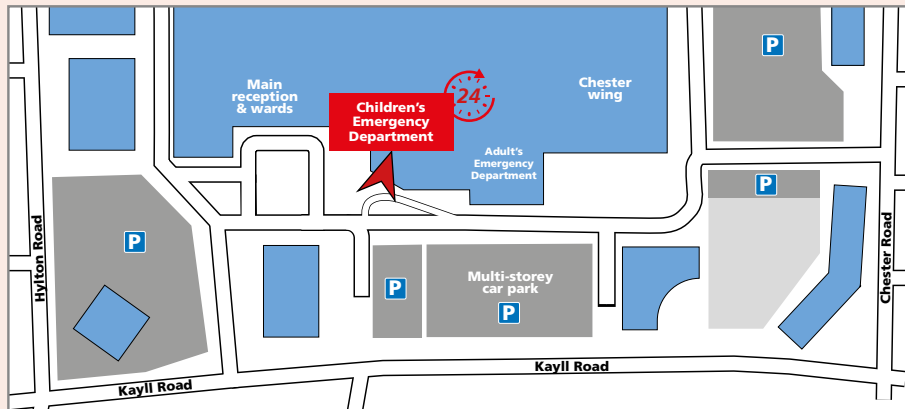 P
Main
reception
& wards
24
Chester
wing
Children's
Emergency
Department
Adult's
Emergency
Department
P
P
Hylton Road
Chester Road
Multi-storey
car park
P
P
Kayll Road
Kayll Road